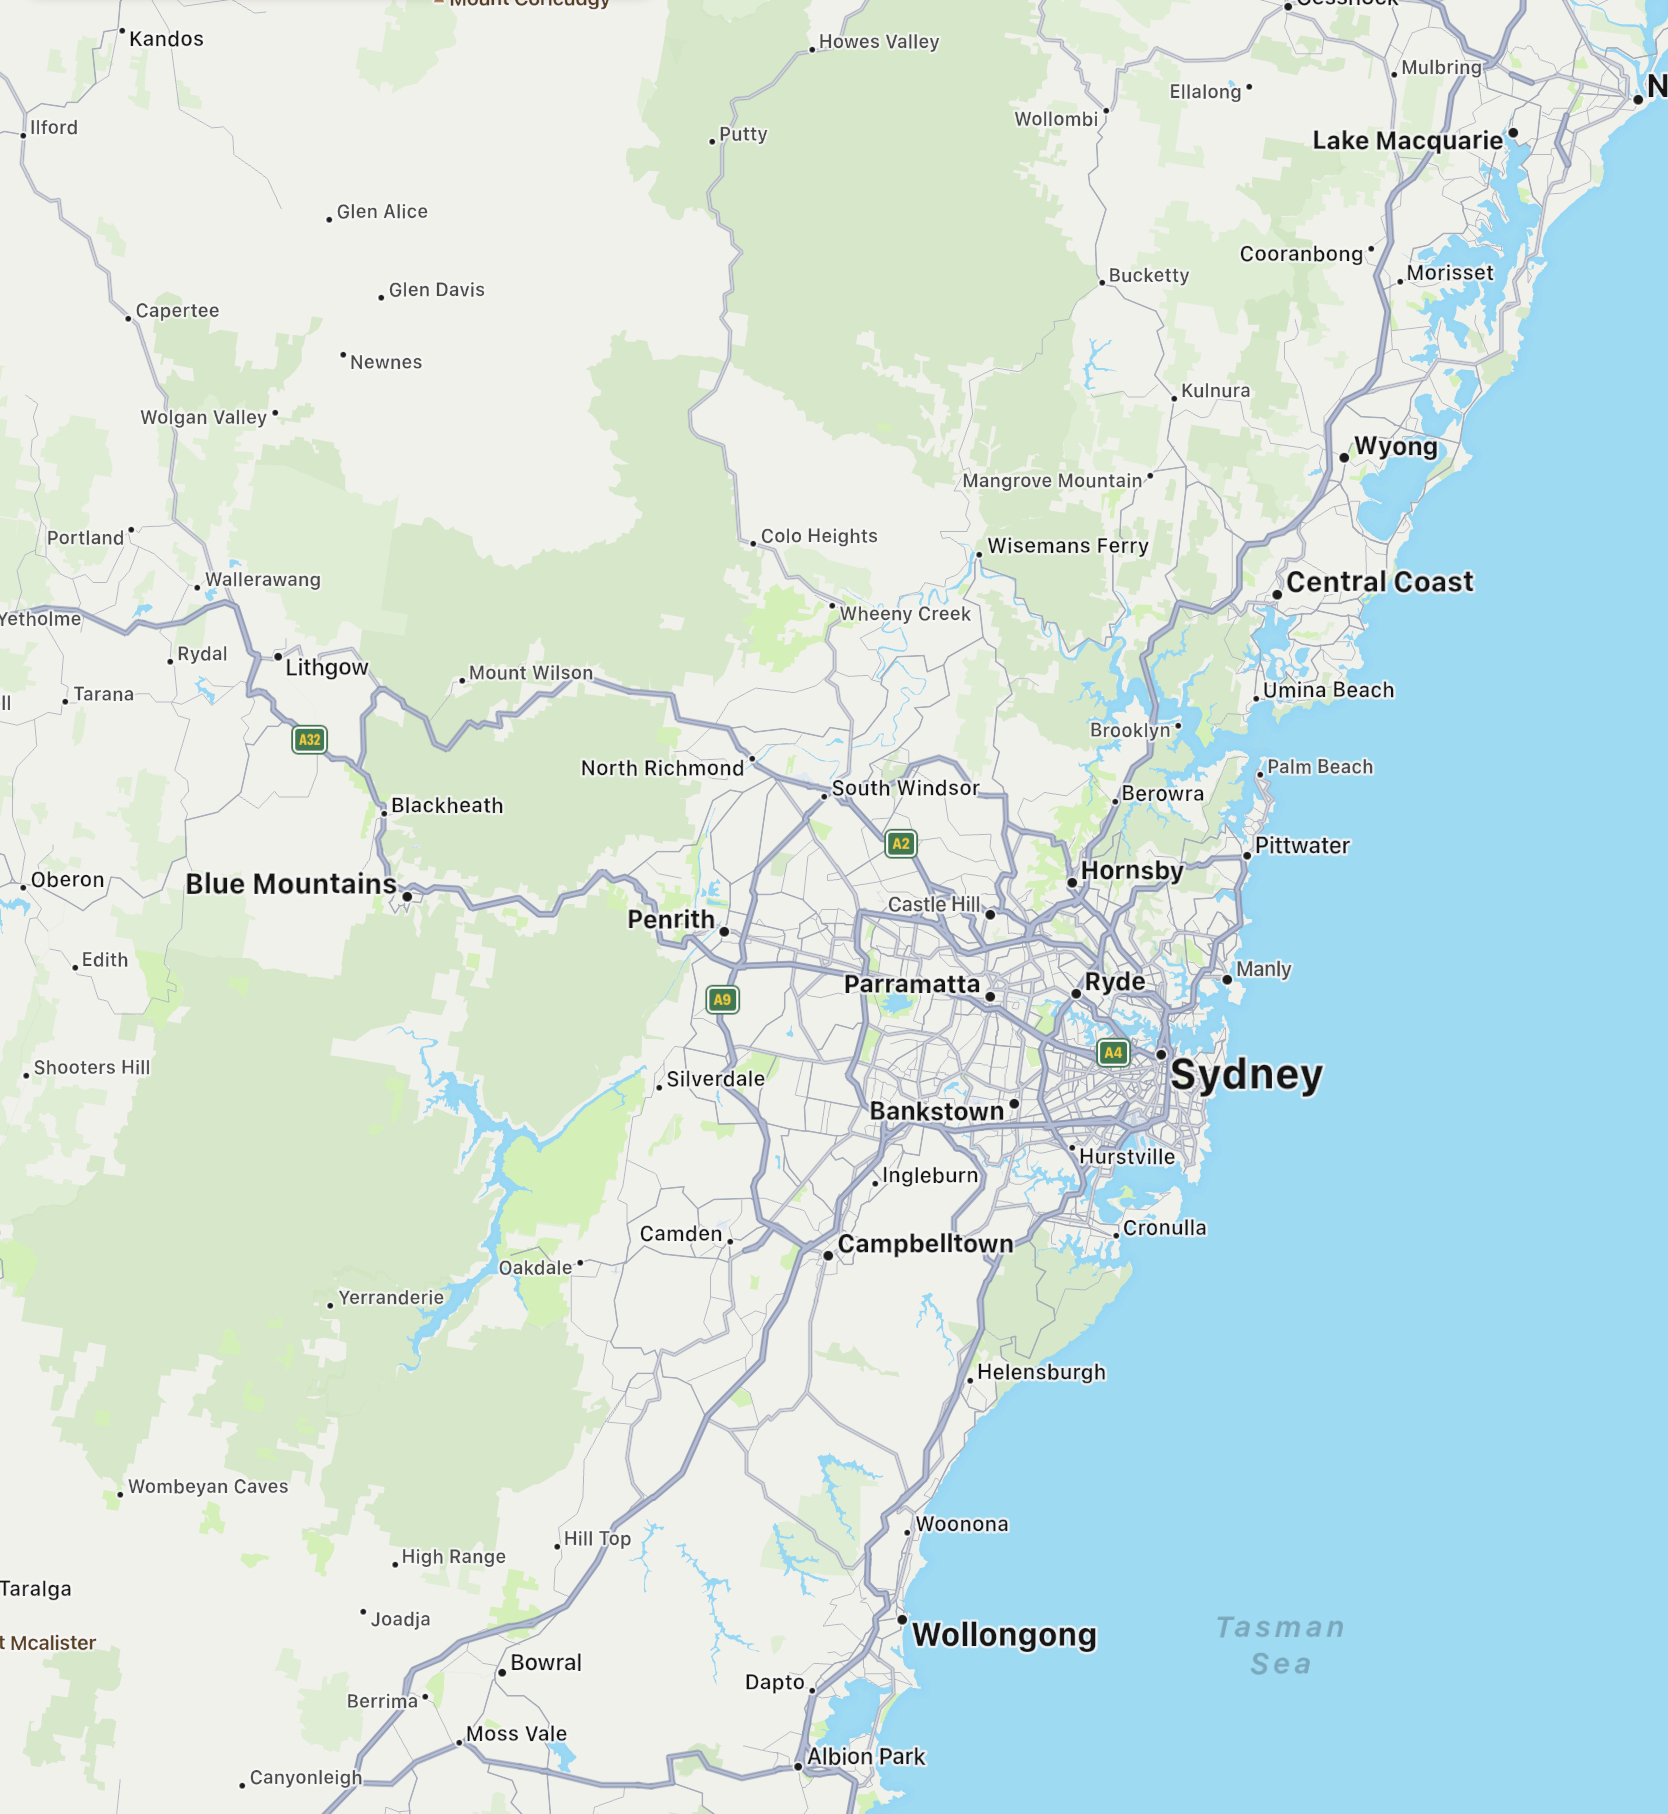 Mount Coricudgy
Cessnock
Kandos
Howes Valley
Mulbring
Ellalong
N
Wollombi
Ilford
Putty
Lake Macquarie
Glen Alice
Cooranbong
Morisset
Bucketty
Glen Davis
Capertee
Newnes
Kulnura
Wolgan Valley
Wyong
Mangrove Mountain
Portland
Colo Heights
Wisemans Ferry
Wallerawang
Central Coast
Yetholme
Wheeny Creek
Rydal
Lithgow
Mount Wilson
Tarana
ll
Umina Beach
Brooklyn
A32
North Richmond
Palm Beach
South Windsor
Berowra
Blackheath
A2
Pittwater
Hornsby
Oberon
Blue Mountains
Castle Hill
Penrith
Edith
Manly
Parramatta
Ryde
A9
A4
Shooters Hill
Silverdale
Sydney
Bankstown
Hurstville
Ingleburn
Camden
Campbelltown
Cronulla
Oakdale
Yerranderie
Helensburgh
Wombeyan Caves
Woonona
Hill Top
High Range
Taralga
Joadja
Tasman
Sea
Wollongong
t Mcalister
Bowral
Dapto
Berrima
Moss Vale
Albion Park
Canyonleigh